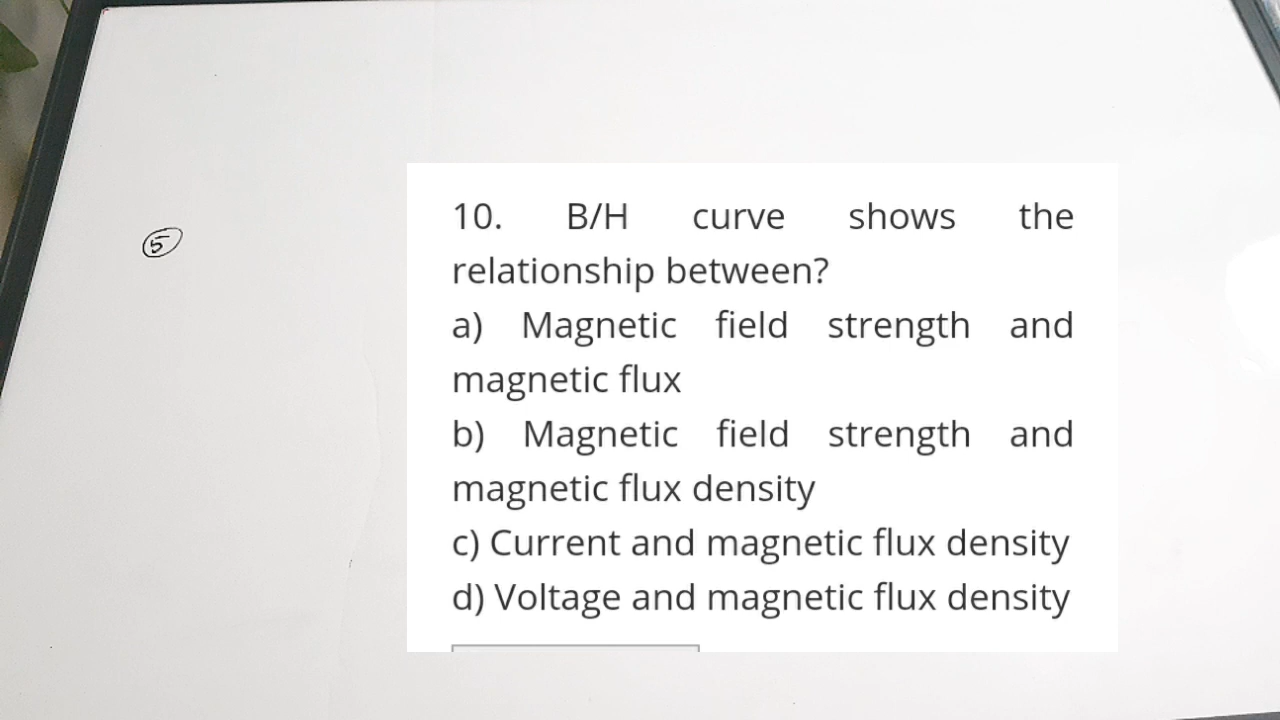 5
10. B/H curve shows the
relationship between?
a) Magnetic field strength and
magnetic flux
b) Magnetic field strength and
magnetic flux density
c) Current and magnetic flux density
d) Voltage and magnetic flux density